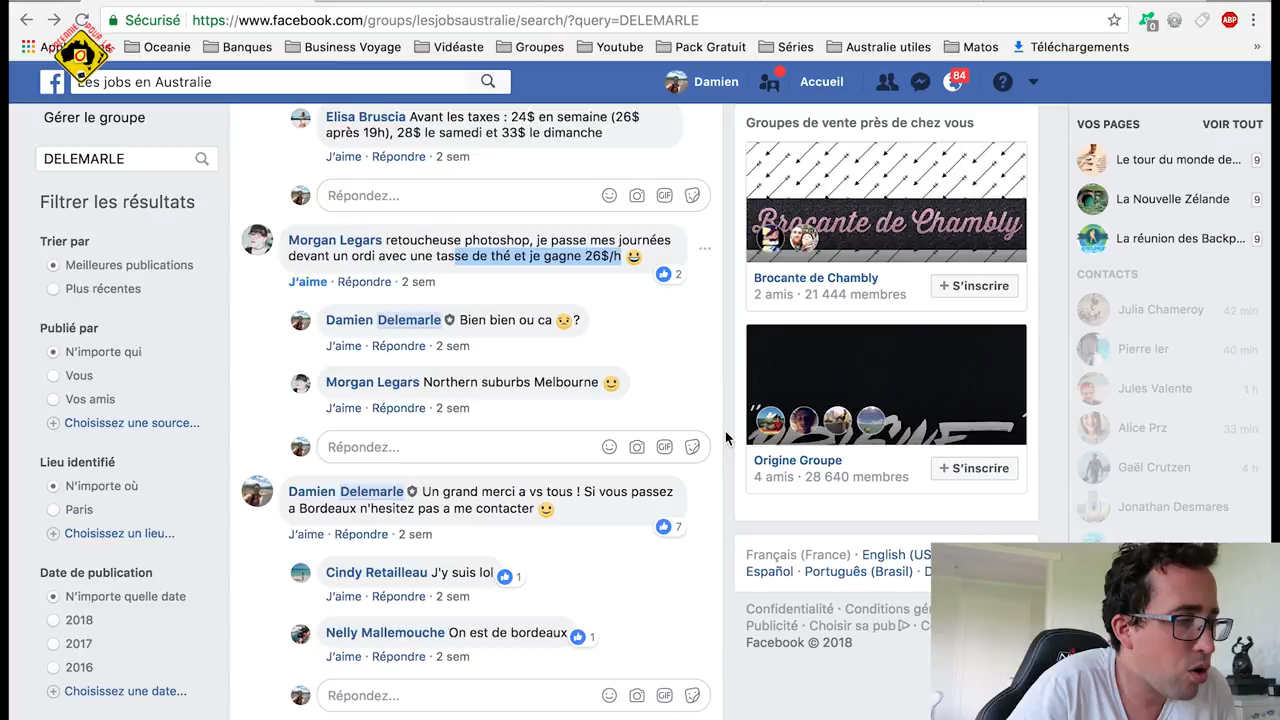 Sécurisé https://www.facebook.com/groups/lesjobsaustralie/search/?query=DELEMARLE
0
ABP
Oceanie Banques Business Voyage Vidéaste Groupes Youtube Pack Gratuit Séries Australie utiles Matos Téléchargements »
Les jobs en Australie
Damien Accueil 84
Gérer le groupe
DELEMARLE
Filtrer les résultats
Trier par
Meilleures publications
Plus récentes
Publié par
N'importe qui
Vous
Vos amis
Choisissez une source...
Lieu identifié
N'importe où
Paris
Choisissez un lieu...
Date de publication
N'importe quelle date
2018
2017
2016
Choisissez une date...
Elisa Bruscia Avant les taxes : 24$ en semaine (26$
après 19h), 28$ le samedi et 33$ le dimanche
J'aime · Répondre · 2 sem
Répondez... GIF
Morgan Legars retoucheuse photoshop, je passe mes journées
devant un ordi avec une tasse de thé et je gagne 26$/h
2
J'aime · Répondre · 2 sem
Damien Delemarle Bien bien ou ca ?
J'aime · Répondre · 2 sem
Morgan Legars Northern suburbs Melbourne
J'aime · Répondre · 2 sem
Répondez... GIF
Damien Delemarle Un grand merci a vs tous ! Si vous passez
a Bordeaux n'hesitez pas a me contacter
7
J'aime · Répondre · 2 sem
Cindy Retailleau J'y suis lol 1
J'aime · Répondre · 2 sem
Nelly Mallemouche On est de bordeaux 1
J'aime · Répondre · 2 sem
Répondez... GIF
Groupes de vente près de chez vous
Brocante de Chambly
Brocante de Chambly
2 amis · 21 444 membres
+ S'inscrire
Origine Groupe
4 amis · 28 640 membres
+ S'inscrire
Français (France) · English (US
Español · Português (Brasil) ·
Confidentialité · Conditions
Publicité · Choisir sa pub
Facebook © 2018
VOS PAGES VOIR TOUT
Le tour du monde de... 9
La Nouvelle Zélande 9
La réunion des Backp... 9
CONTACTS
Julia Chameroy 42 min
Pierre Ier 40 min
Jules Valente 1 h
Alice Prz 33 min
Gaël Crutzen 4 h
Jonathan Desmares